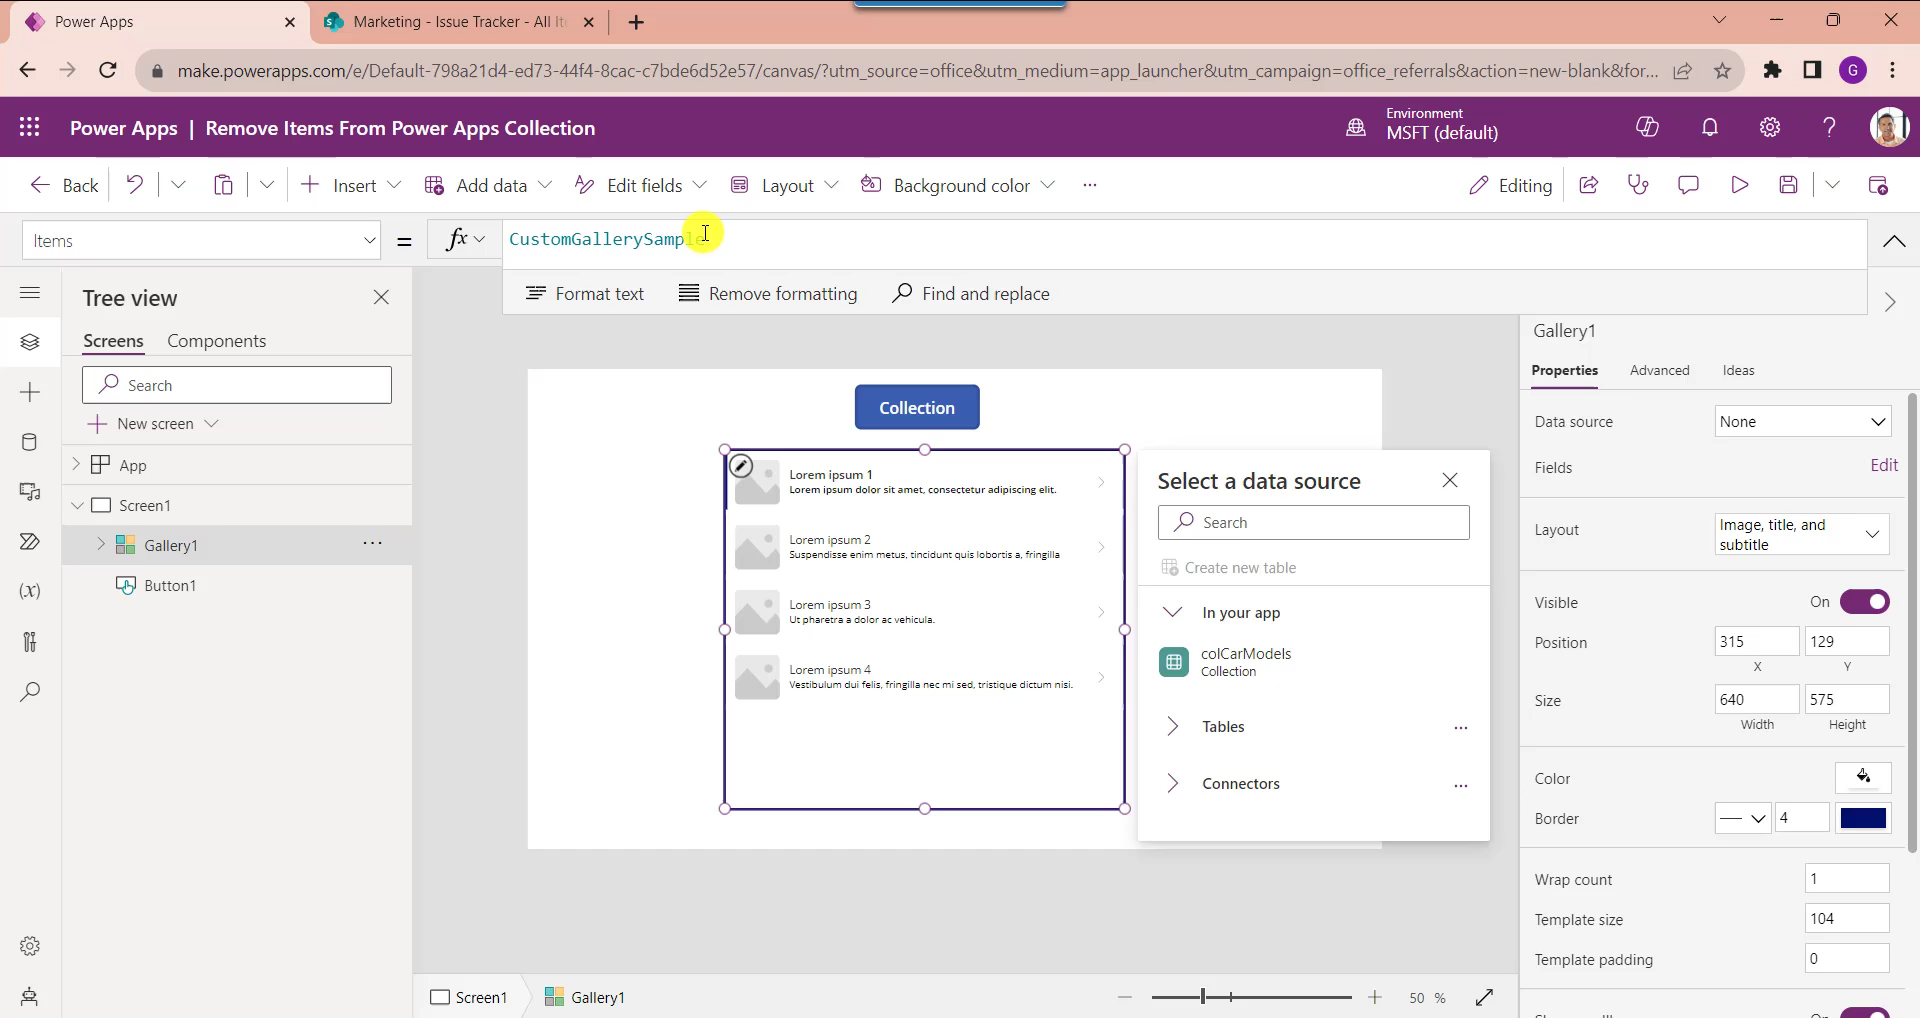 Power Apps
Marketing - Issue Tracker - All It
make.powerapps.com/e/Default-798a21d4-ed73-44f4-8cac-c7bde6d52e57/canvas/?utm_source=office&utm_medium=app_launcher&utm_campaign=office_referrals&action=new-blank&for...
G
Power Apps | Remove Items From Power Apps Collection
Environment
MSFT (default)
Back
Insert
Add data
Edit fields
Layout
Background color
...
Editing
Items
=
fx
CustomGallerySample
Format text
Remove formatting
Find and replace
Tree view
Screens
Components
Search
New screen
App
Screen1
Gallery1
...
Button1
(x)
Collection
Lorem ipsum 1
Lorem ipsum dolor sit amet, consectetur adipiscing elit.
Lorem ipsum 2
Suspendisse enim metus, tincidunt quis lobortis a, fringilla
Lorem ipsum 3
Ut pharetra a dolor ac vehicula.
Lorem ipsum 4
Vestibulum dui felis, fringilla nec mi sed, tristique dictum nisi.
Select a data source
Search
Create new table
In your app
colCarModels
Collection
Tables
...
Connectors
...
Gallery1
Properties
Advanced
Ideas
Data source
None
Fields
Edit
Layout
Image, title, and
subtitle
Visible
On
Position
315
129
X
Y
Size
640
575
Width
Height
Color
Border
4
Wrap count
1
Template size
104
Template padding
0
Screen1
Gallery1
50 %